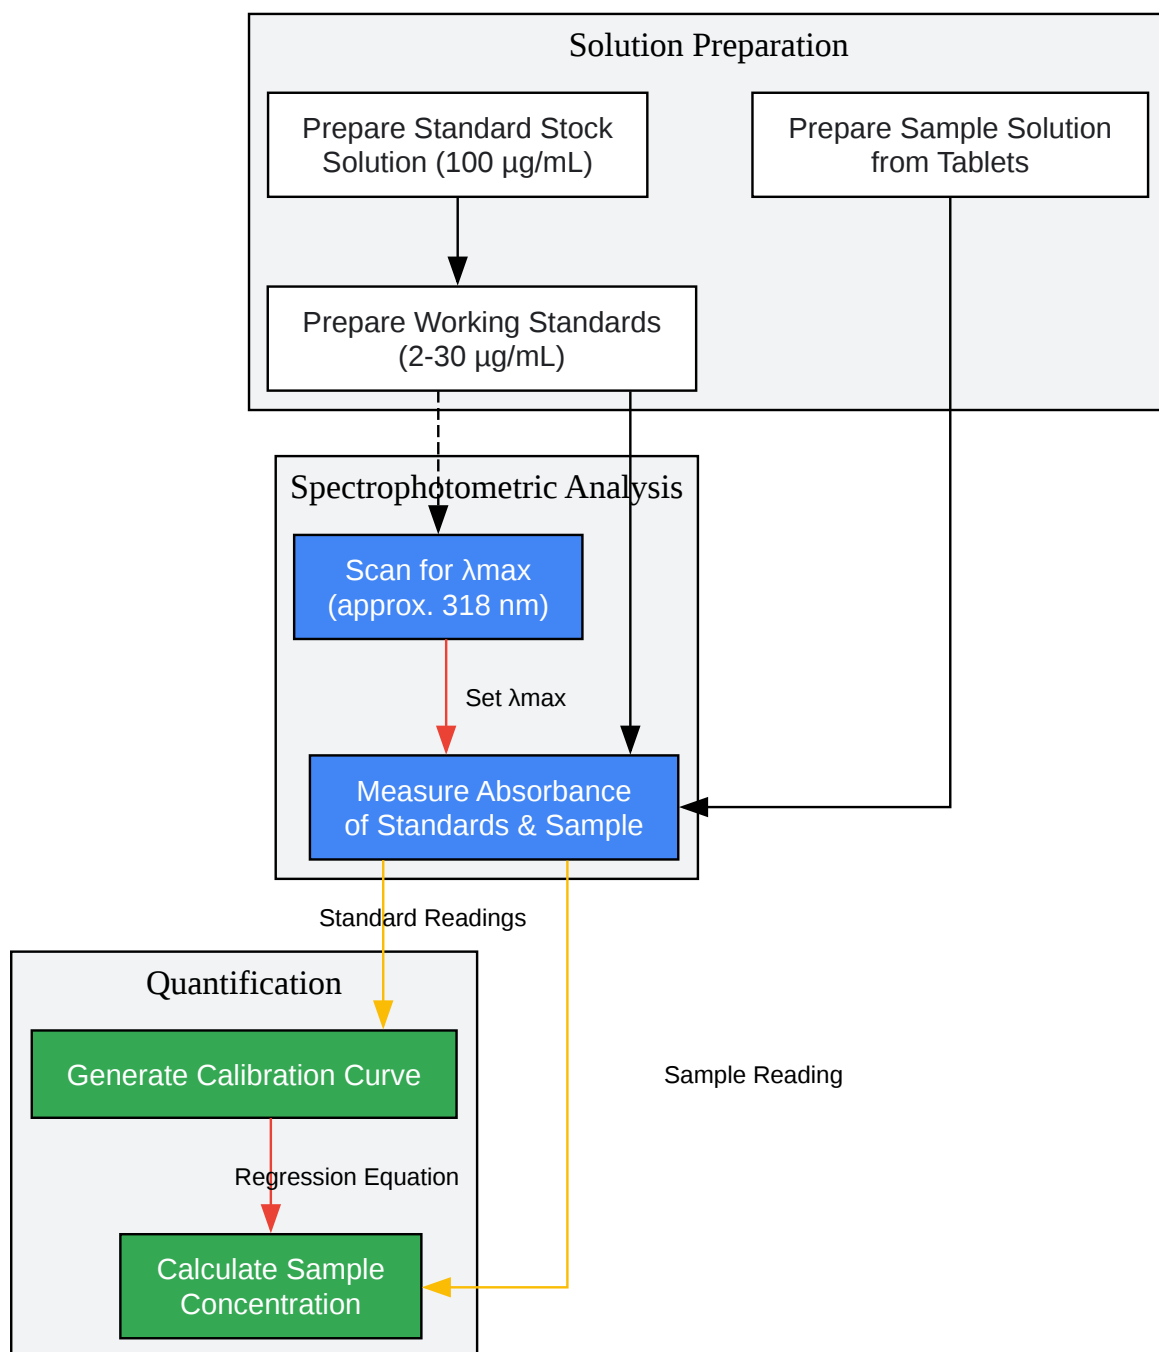 Solution Preparation
Prepare Standard Stock
Solution (100 µg/mL)
Prepare Sample Solution
from Tablets
Prepare Working Standards
(2-30 µg/mL)
Spectrophotometric Analysis
Scan for λmax
(approx. 318 nm)
Set λmax
Measure Absorbance
of Standards & Sample
Standard Readings
Quantification
Generate Calibration Curve
Sample Reading
Regression Equation
Calculate Sample
Concentration